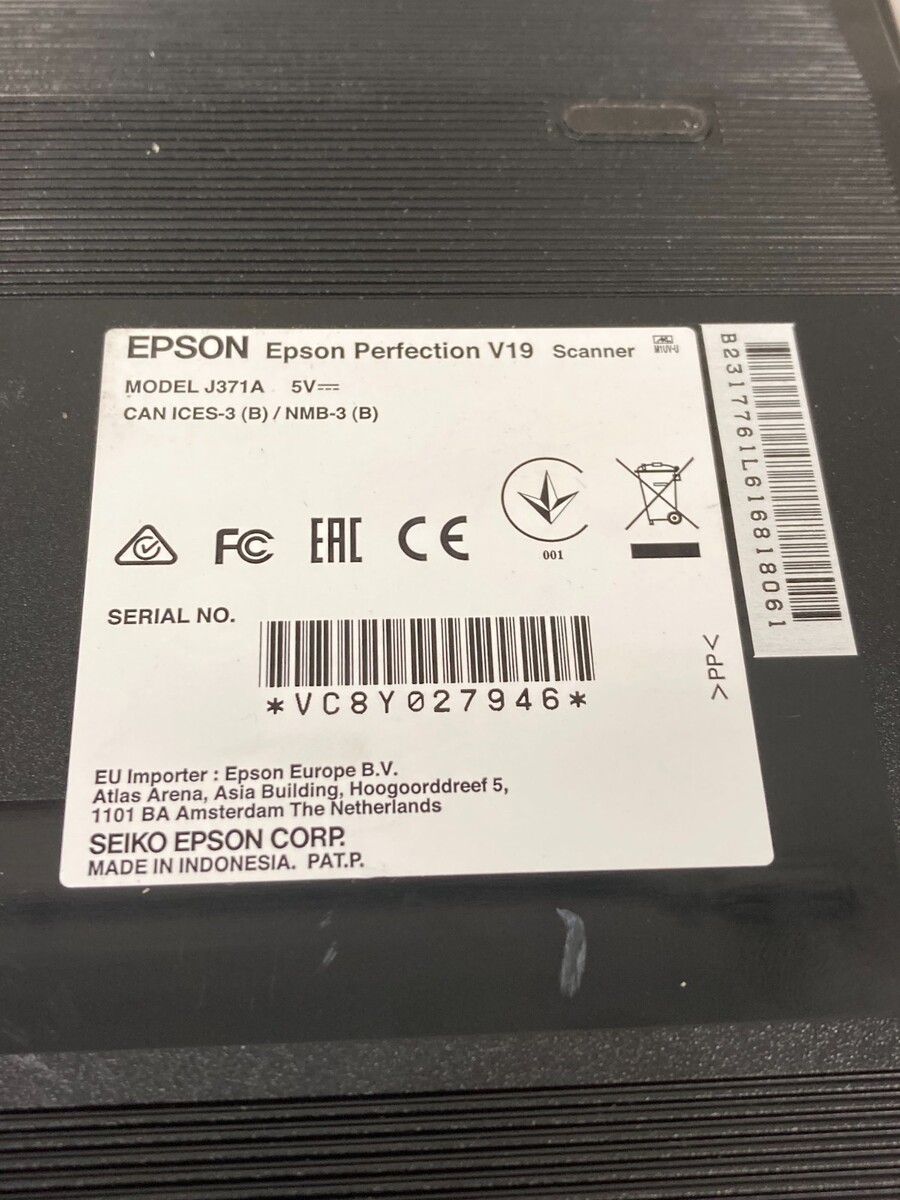 EPSON Epson Perfection V19 Scanner
M1UV-U
MODEL J371A 5V⎓
CAN ICES-3 (B) / NMB-3 (B)
FC EAC CE
001
SERIAL NO.
*VC8Y027946*
>PP<
EU Importer : Epson Europe B.V.
Atlas Arena, Asia Building, Hoogoorddreef 5,
1101 BA Amsterdam The Netherlands
SEIKO EPSON CORP.
MADE IN INDONESIA. PAT.P.
B2317761L616818061